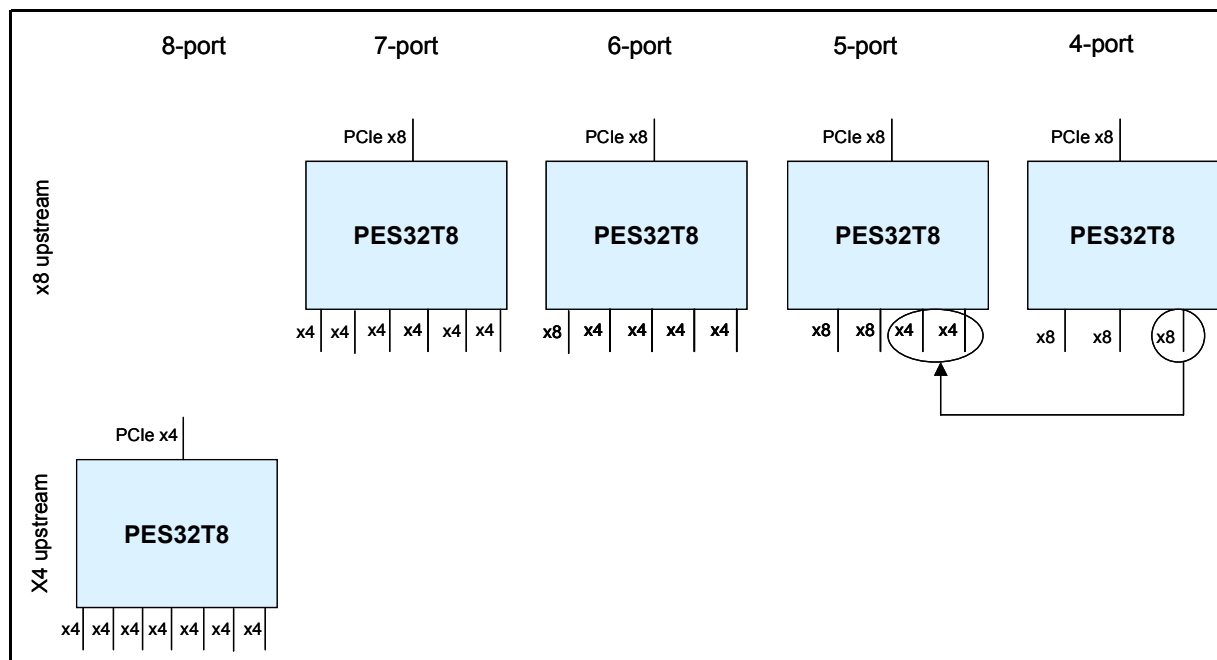 8-port 7-port 6-port 5-port 4-port
x8 upstream
PCIe x8 PCIe x8 PCIe x8 PCIe x8
PES32T8 PES32T8 PES32T8 PES32T8
x4 x4 x4 x4 x4 x4 x8 x4 x4 x4 x4 x8 x8 x4 x4 x8 x8 x8
X4 upstream
PCIe x4
PES32T8
x4 x4 x4 x4 x4 x4 x4